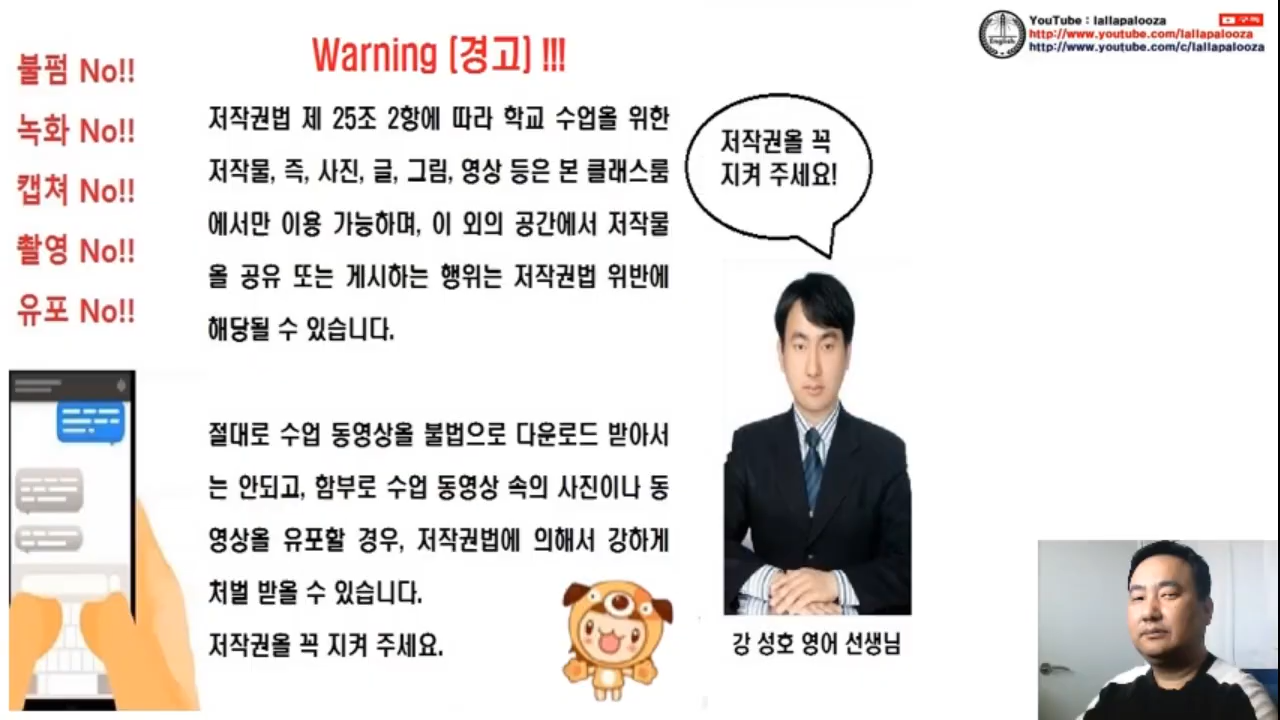 불펌 No!!
녹화 No!!
캡쳐 No!!
촬영 No!!
유포 No!!
Warning [경고] !!!
저작권법 제 25조 2항에 따라 학교 수업을 위한
저작물, 즉, 사진, 글, 그림, 영상 등은 본 클래스룸
에서만 이용 가능하며, 이 외의 공간에서 저작물
을 공유 또는 게시하는 행위는 저작권법 위반에
해당될 수 있습니다.
절대로 수업 동영상을 불법으로 다운로드 받아서
는 안되고, 함부로 수업 동영상 속의 사진이나 동
영상을 유포할 경우, 저작권법에 의해서 강하게
처벌 받을 수 있습니다.
저작권을 꼭 지켜 주세요.
저작권을 꼭
지켜 주세요!
강 성호 영어 선생님
YouTube : lallapalooza
구독
http://www.youtube.com/lallapalooza
http://www.youtube.com/c/lallapalooza
English